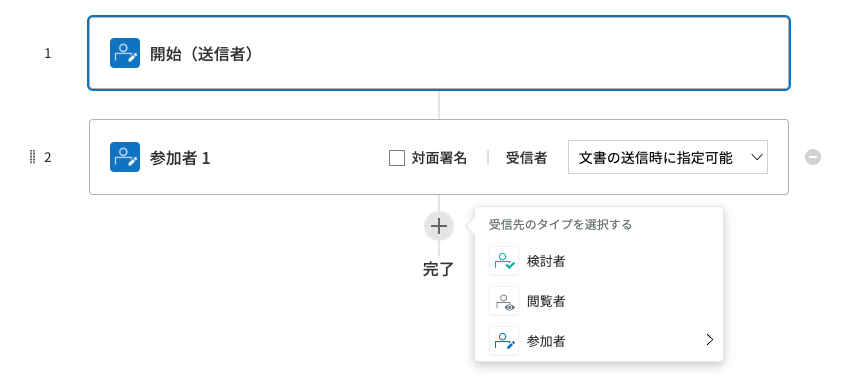 1
開始（送信者）
2
参加者 1
対面署名
受信者
文書の送信時に指定可能
受信先のタイプを選択する
完了
検討者
閲覧者
参加者